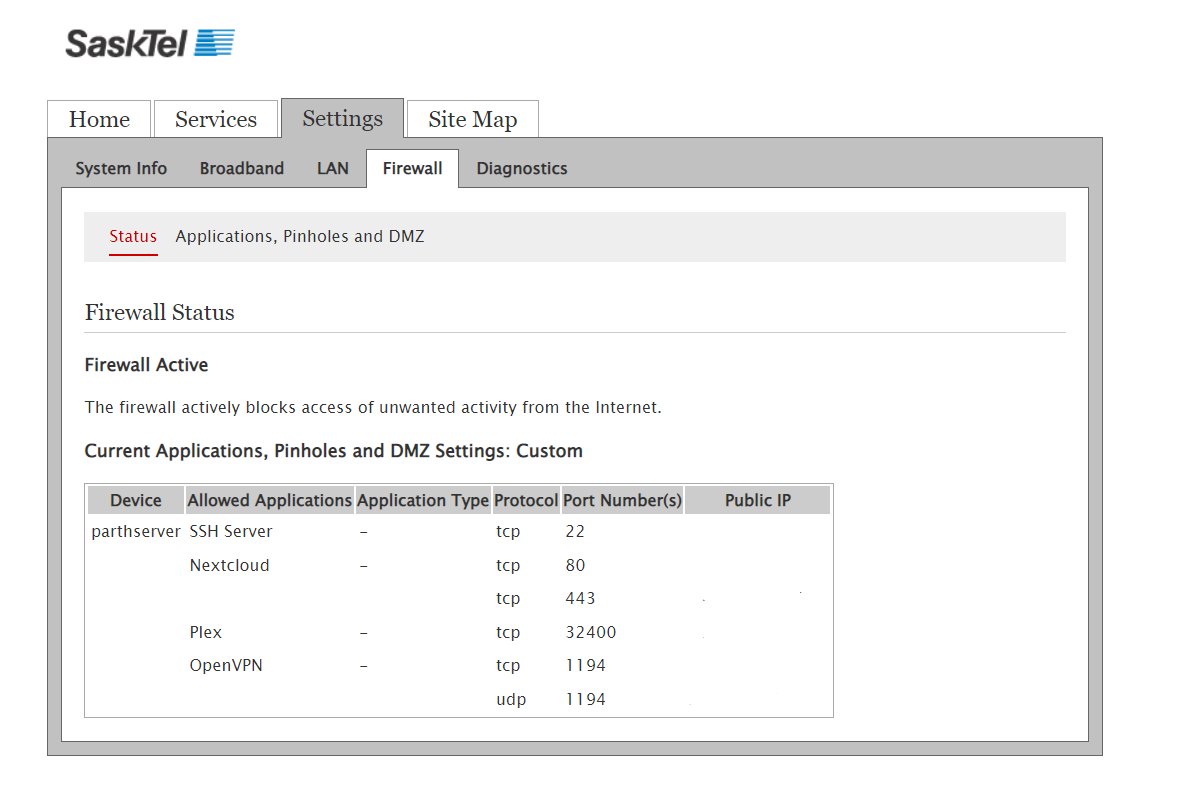 SaskTel
Home Services Settings Site Map
System Info Broadband LAN Firewall Diagnostics
Status Applications, Pinholes and DMZ
Firewall Status
Firewall Active
The firewall actively blocks access of unwanted activity from the Internet.
Current Applications, Pinholes and DMZ Settings: Custom
Device Allowed Applications Application Type Protocol Port Number(s) Public IP
parthserver SSH Server – tcp 22
Nextcloud – tcp 80
tcp 443
Plex – tcp 32400
OpenVPN – tcp 1194
udp 1194